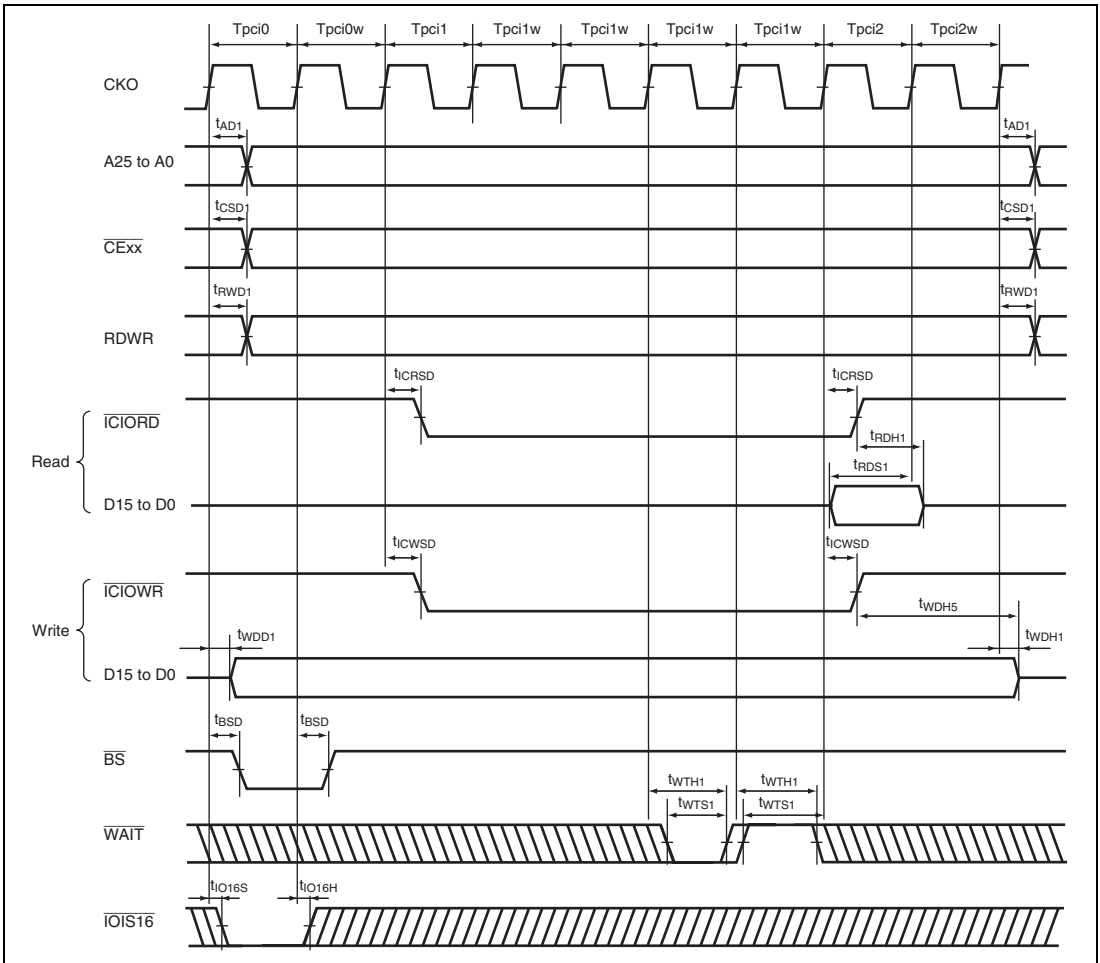 Tpci0 Tpci0w Tpci1 Tpci1w Tpci1w Tpci1w Tpci1w Tpci2 Tpci2w
CKO
tAD1 tAD1
A25 to A0
tCSD1 tCSD1
CExx
tRWD1 tRWD1
RDWR
tICRSD tICRSD
ICIORD
tRDH1
Read
tRDS1
D15 to D0
tICWSD tICWSD
ICIOWR
tWDH5
Write
tWDD1 tWDH1
D15 to D0
tBSD tBSD
BS
tWTH1 tWTH1
tWTS1 tWTS1
WAIT
tIO16S tIO16H
IOIS16